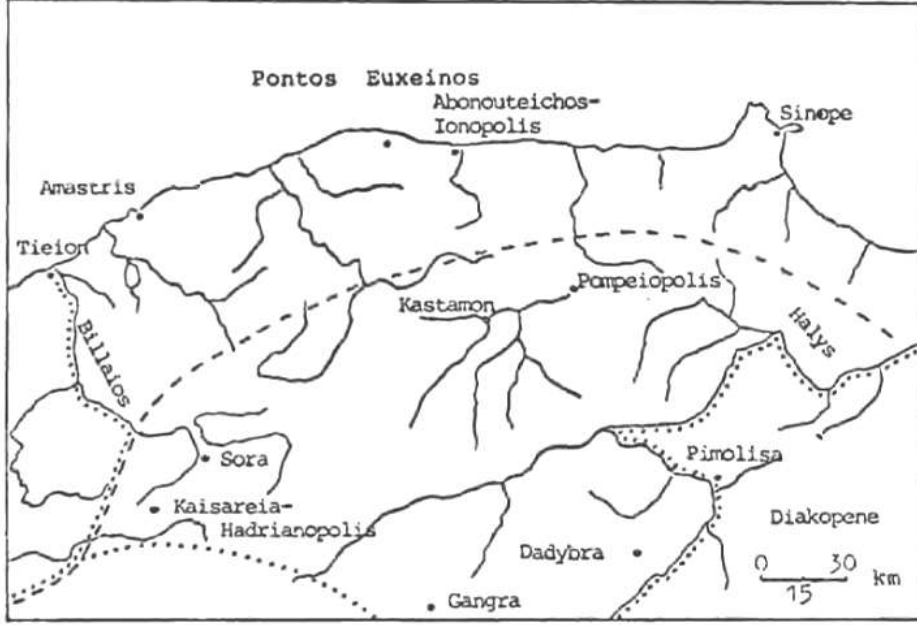 Pontos Euxeinos
Abonouteichos-
Ionopolis
Sinope
Amastris
Tieion
Pompeiopolis
Kastamon
Halys
Billaios
Sora
Pimolisa
Kaisareia-
Hadrianopolis
Diakopene
Dadybra
Gangra
0 30
15
km